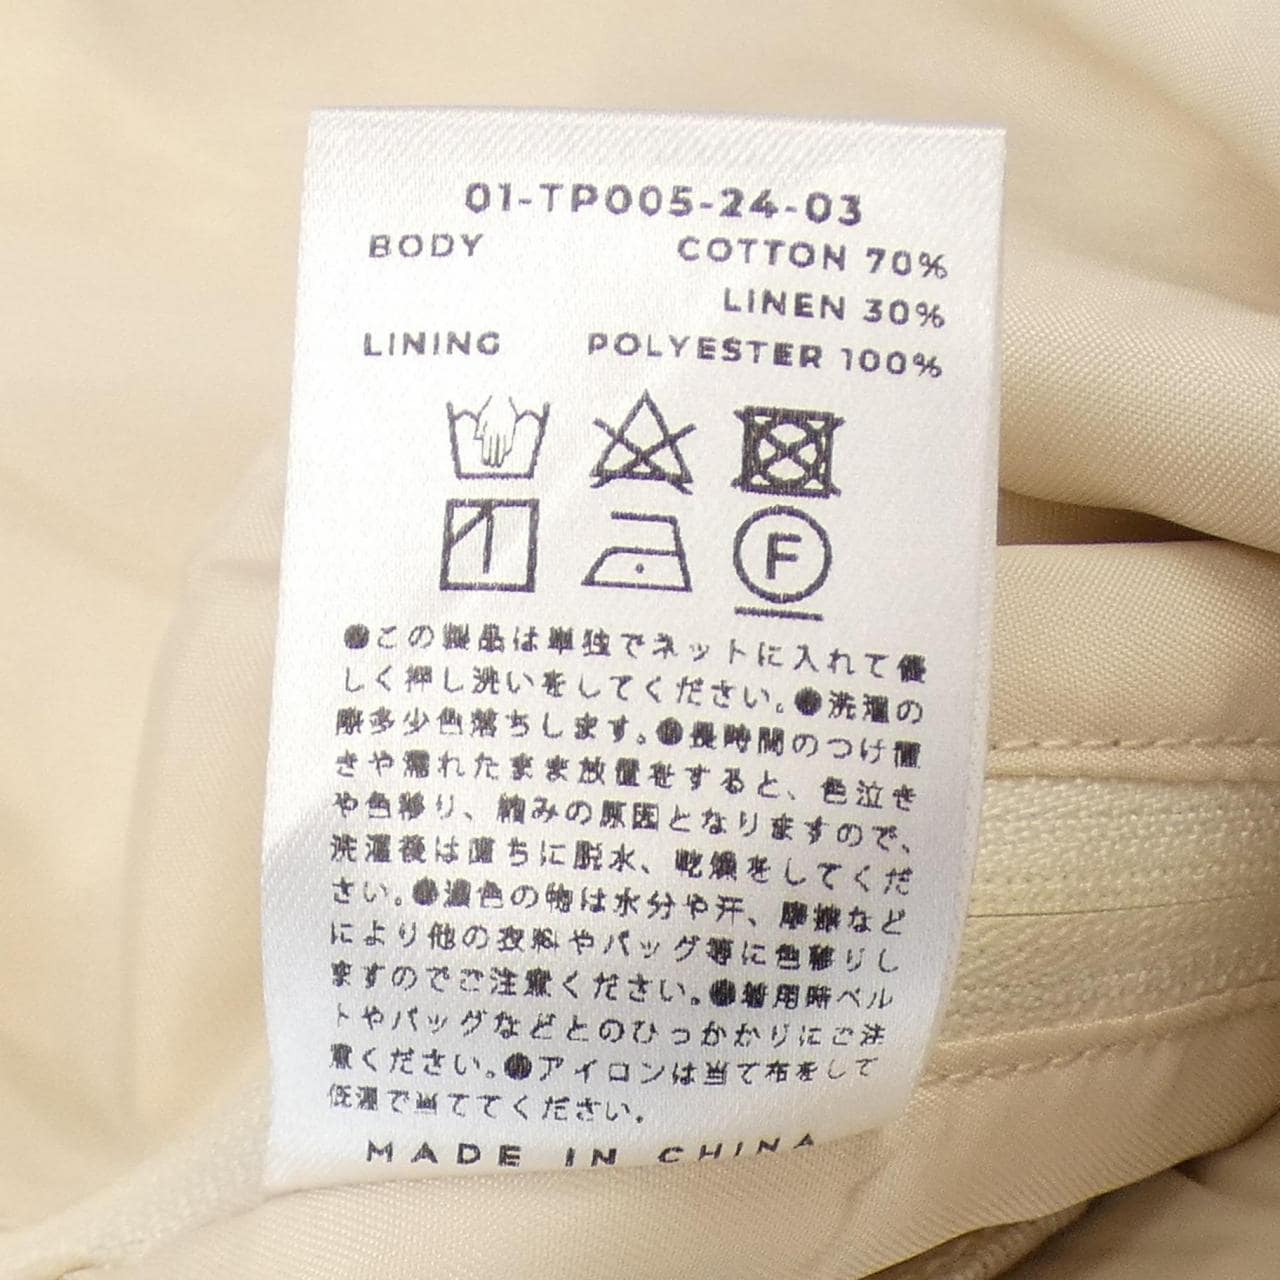 01-TP005-24-03
BODY COTTON 70%
LINEN 30%
LINING POLYESTER 100%
F
●この製品は単独でネットに入れて優
しく押し洗いをしてください。●洗濯の
際多少色落ちします。●長時間のつけ置
きや濡れたまま放置をすると、色泣き
や色移り、縮みの原因となりますので、
洗濯後は直ちに脱水、乾燥をしてくだ
さい。●濃色の物は水分や汗、摩擦など
により他の衣料やバッグ等に色移りし
ますのでご注意ください。●着用時ベル
トやバッグなどとのひっかかりにご注
意ください。●アイロンは当て布をして
低温で当ててください。
MADE IN CHINA